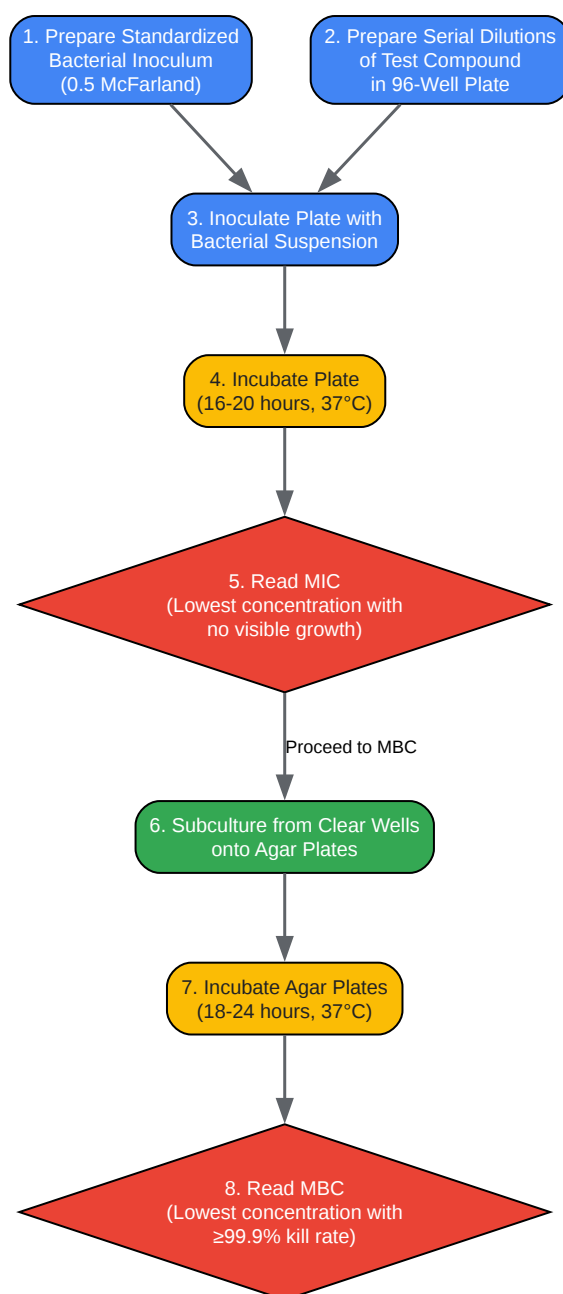 1. Prepare Standardized
Bacterial Inoculum
(0.5 McFarland)
2. Prepare Serial Dilutions
of Test Compound
in 96-Well Plate
3. Inoculate Plate with
Bacterial Suspension
4. Incubate Plate
(16-20 hours, 37°C)
5. Read MIC
(Lowest concentration with
no visible growth)
Proceed to MBC
6. Subculture from Clear Wells
onto Agar Plates
7. Incubate Agar Plates
(18-24 hours, 37°C)
8. Read MBC
(Lowest concentration with
≥99.9% kill rate)